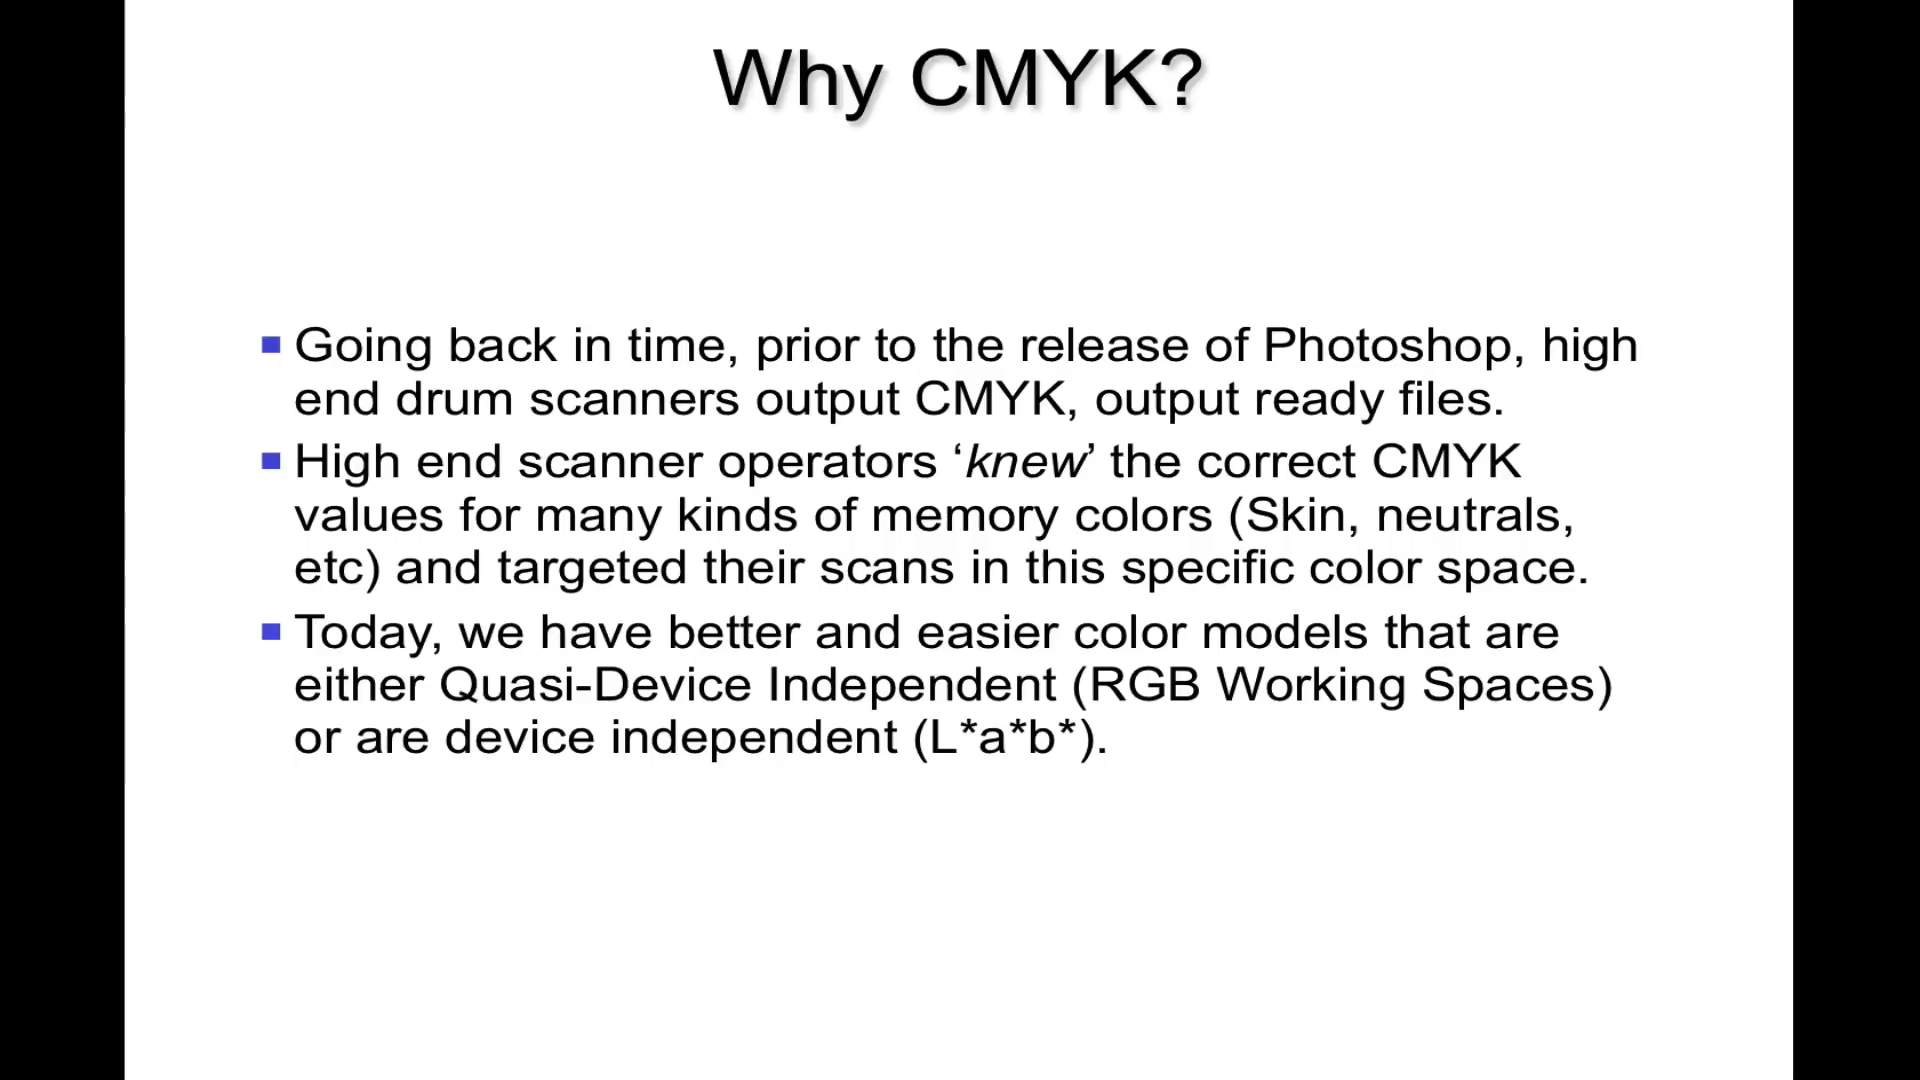 Why CMYK?
Going back in time, prior to the release of Photoshop, high
end drum scanners output CMYK, output ready files.
High end scanner operators ‘knew’ the correct CMYK
values for many kinds of memory colors (Skin, neutrals,
etc) and targeted their scans in this specific color space.
Today, we have better and easier color models that are
either Quasi-Device Independent (RGB Working Spaces)
or are device independent (L*a*b*).